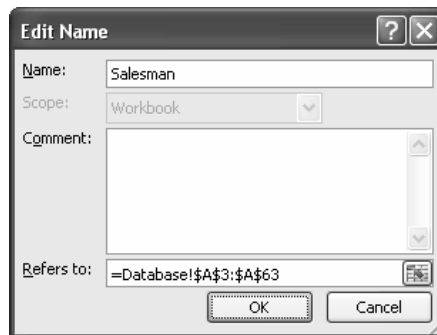 Edit Name
Name: Salesman
Scope: Workbook
Comment:
Refers to: =Database!$A$3:$A$63
OK Cancel